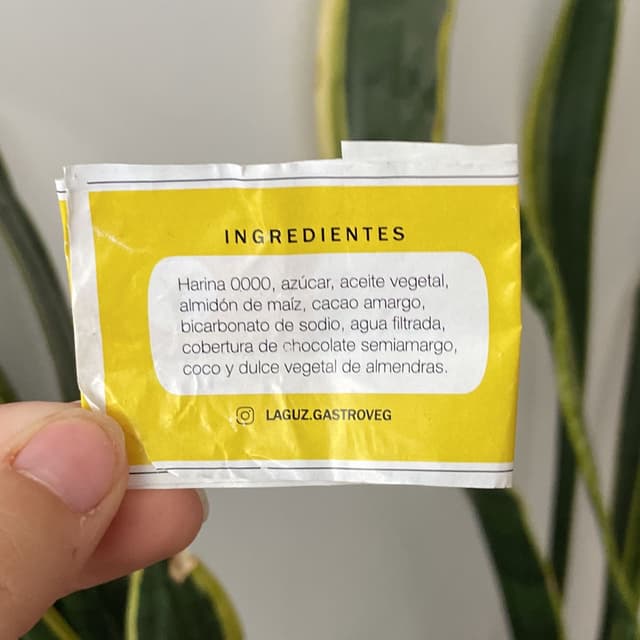 INGREDIENTES
Harina 0000, azúcar, aceite vegetal,
almidón de maíz, cacao amargo,
bicarbonato de sodio, agua filtrada,
cobertura de chocolate semiamargo,
coco y dulce vegetal de almendras.
LAGUZ.GASTROVEG